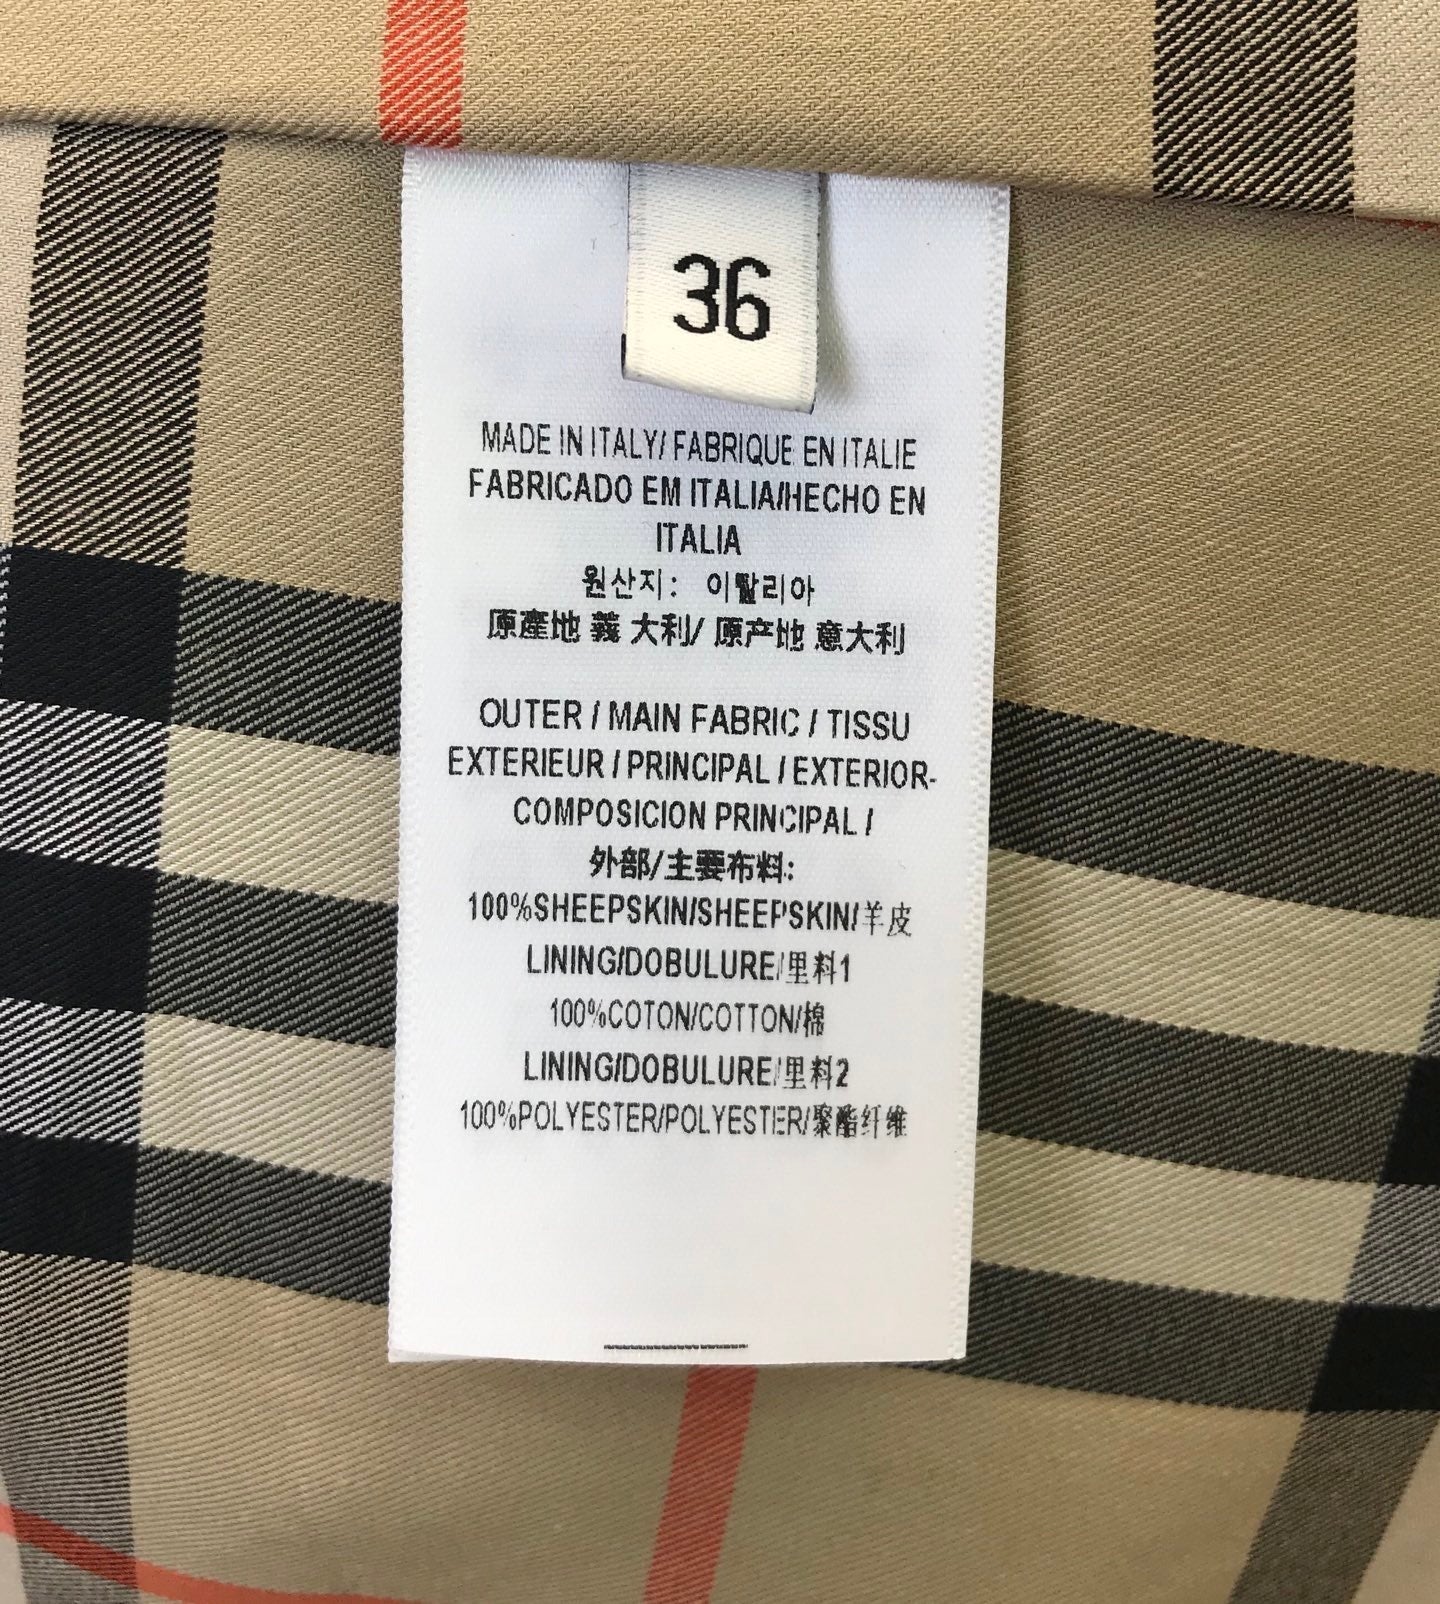 36
MADE IN ITALY/ FABRIQUE EN ITALIE
FABRICADO EM ITALIA/HECHO EN
ITALIA
원산지: 이탈리아
原產地 義 大利/ 原产地 意大利
OUTER / MAIN FABRIC / TISSU
EXTERIEUR / PRINCIPAL / EXTERIOR-
COMPOSICION PRINCIPAL /
外部/主要布料:
100%SHEEPSKIN/SHEEPSKIN/羊皮
LINING/DOBULURE/里料1
100%COTON/COTTON/棉
LINING/DOBULURE/里料2
100%POLYESTER/POLYESTER/聚酯纤维